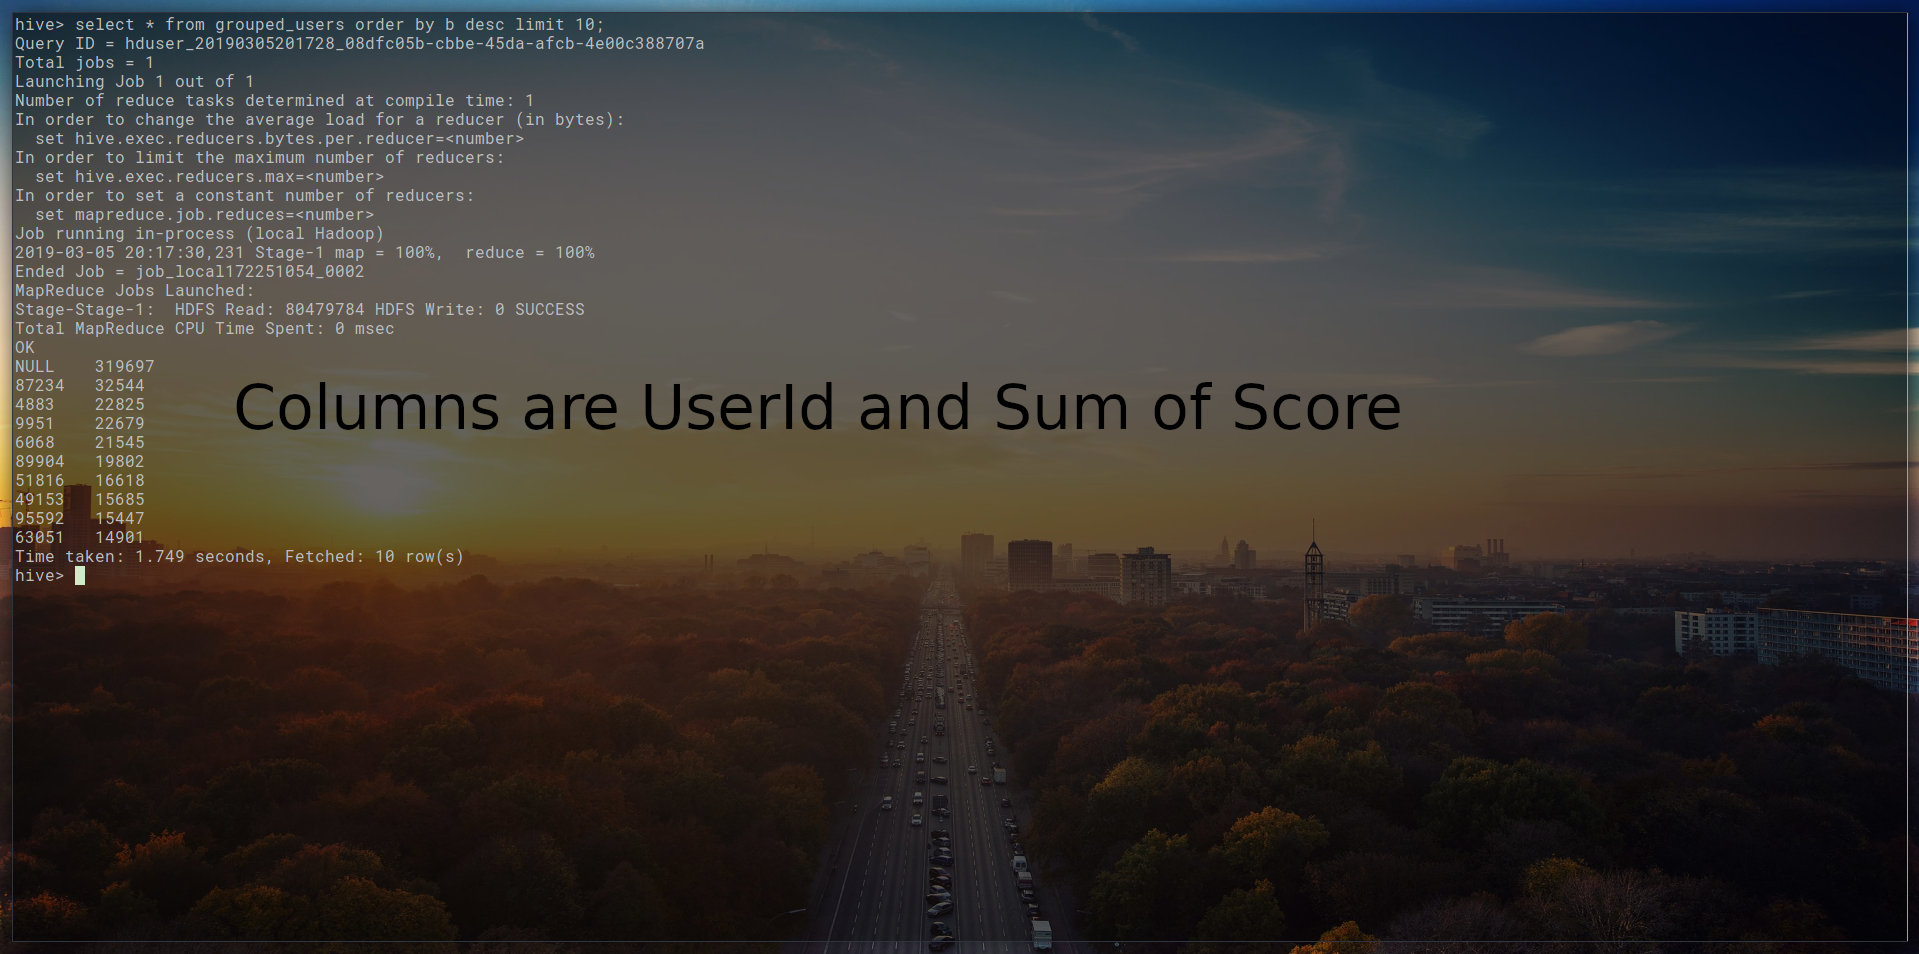 hive> select * from grouped_users order by b desc limit 10;
Query ID = hduser_20190305201728_08dfc05b-cbbe-45da-afcb-4e00c388707a
Total jobs = 1
Launching Job 1 out of 1
Number of reduce tasks determined at compile time: 1
In order to change the average load for a reducer (in bytes):
  set hive.exec.reducers.bytes.per.reducer=<number>
In order to limit the maximum number of reducers:
  set hive.exec.reducers.max=<number>
In order to set a constant number of reducers:
  set mapreduce.job.reduces=<number>
Job running in-process (local Hadoop)
2019-03-05 20:17:30,231 Stage-1 map = 100%,  reduce = 100%
Ended Job = job_local172251054_0002
MapReduce Jobs Launched:
Stage-Stage-1:  HDFS Read: 80479784 HDFS Write: 0 SUCCESS
Total MapReduce CPU Time Spent: 0 msec
OK
NULL    319697
87234   32544
4883    22825
9951    22679
6068    21545
89904   19802
51816   16618
49153   15685
95592   15447
63051   14901
Time taken: 1.749 seconds, Fetched: 10 row(s)
hive>
Columns are UserId and Sum of Score